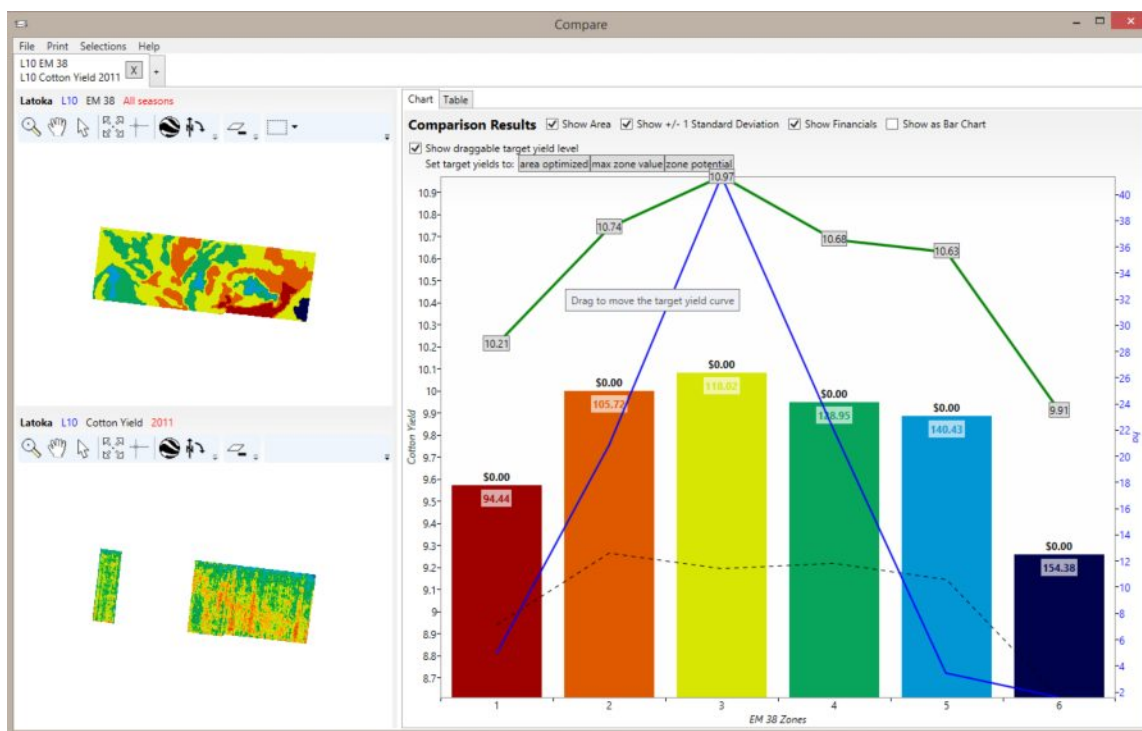 Compare
File Print Selections Help
L10 EM 38
L10 Cotton Yield 2011
X
Latoka L10 EM 38 All seasons
Latoka L10 Cotton Yield 2011
Chart Table
Comparison Results Show Area Show +/- 1 Standard Deviation Show Financials Show as Bar Chart
Show draggable target yield level
Set target yields to: area optimized max zone value zone potential
10.97
10.74
10.68
10.63
10.21
9.91
Drag to move the target yield curve
$0.00 $0.00 $0.00 $0.00 $0.00 $0.00
94.44 105.72 118.02 128.95 140.43 154.38
10.9
10.8
10.7
10.6
10.5
10.4
10.3
10.2
10.1
10
9.9
9.8
9.7
9.6
9.5
9.4
9.3
9.2
9.1
9
8.9
8.8
8.7
Cotton Yield
40
38
36
34
32
30
28
26
24
22
20
18
16
14
12
10
8
6
4
2
ha
1 2 3 4 5 6
EM 38 Zones